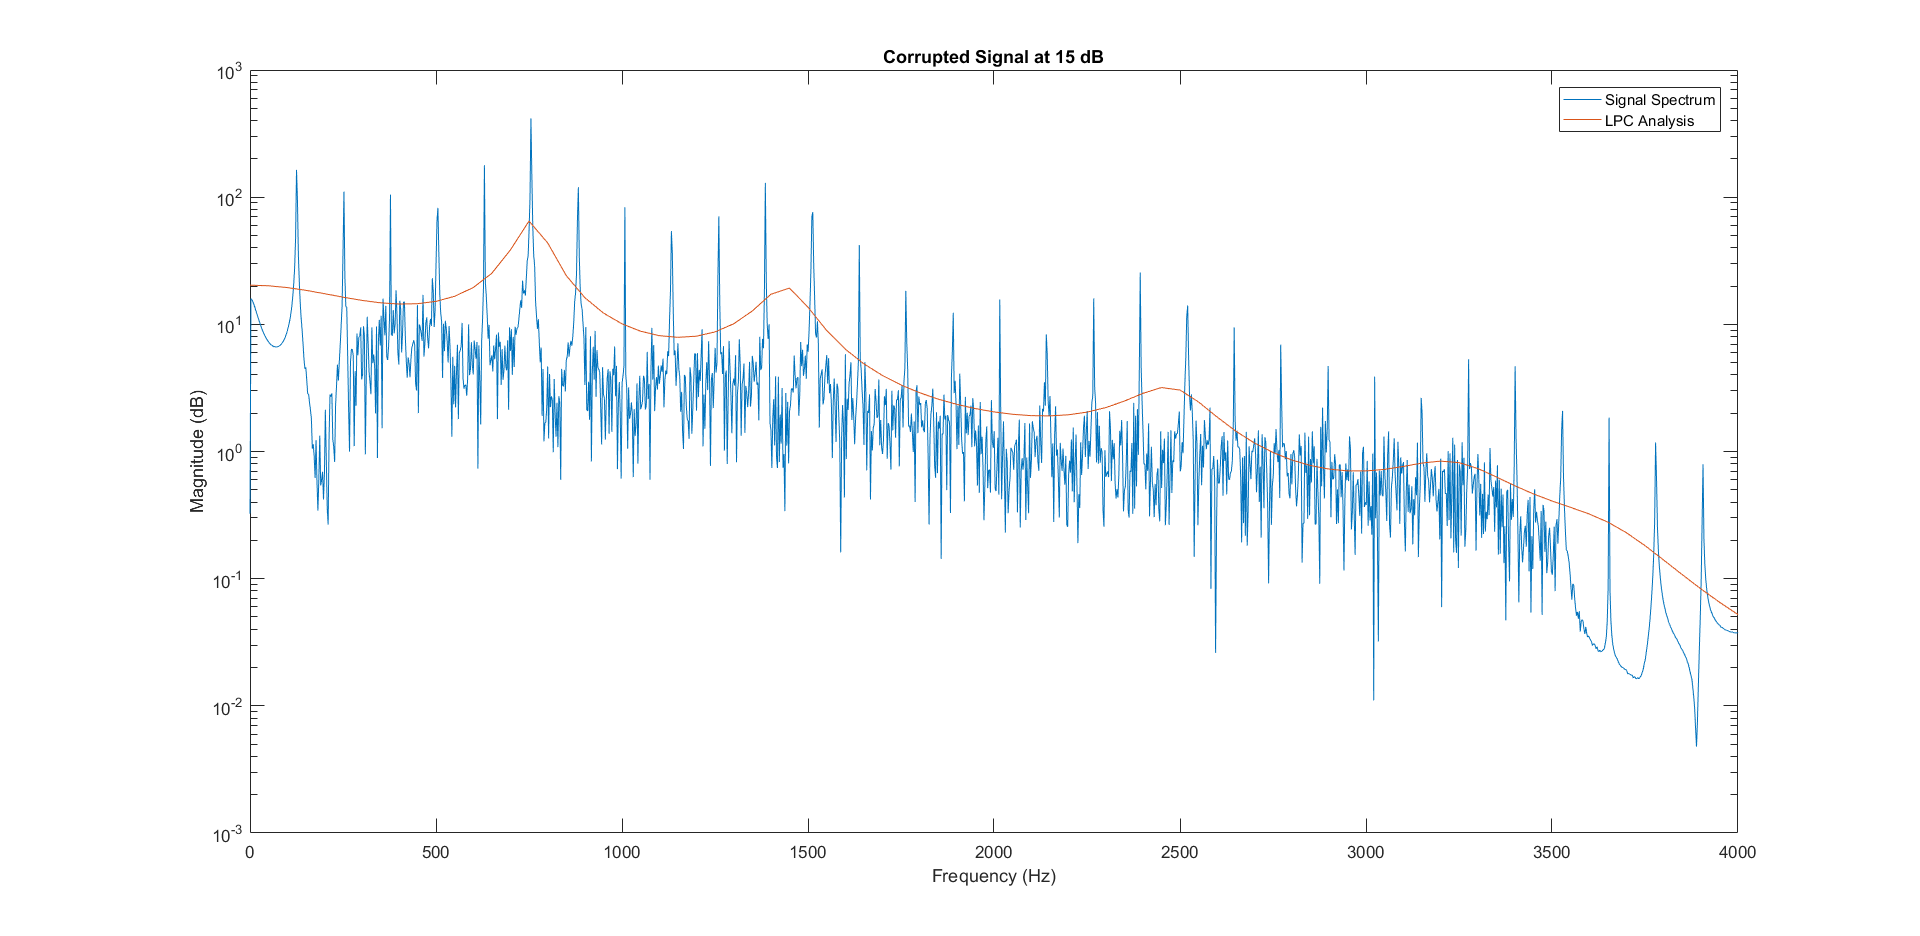 Corrupted Signal at 15 dB
10^3
Signal Spectrum
LPC Analysis
10^2
10^1
10^0
10^-1
10^-2
10^-3
Magnitude (dB)
0 500 1000 1500 2000 2500 3000 3500 4000
Frequency (Hz)